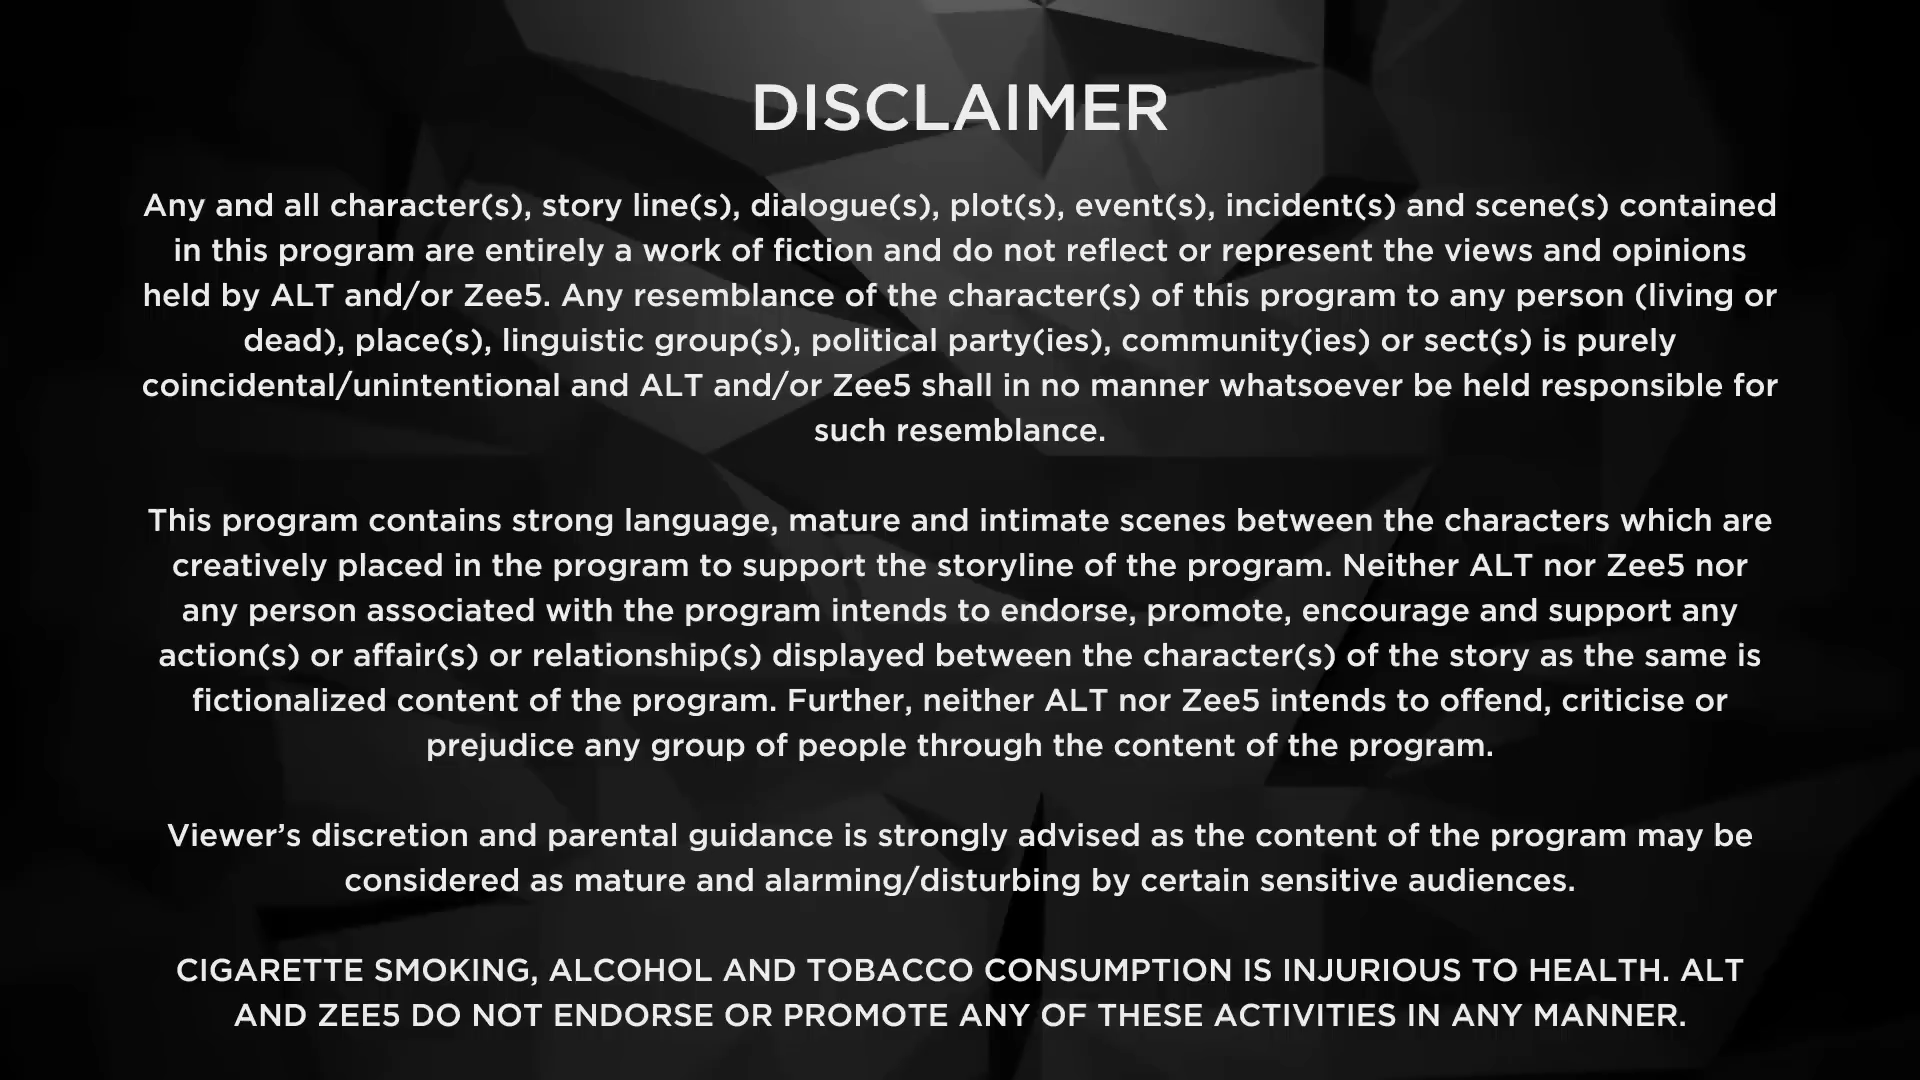 DISCLAIMER
Any and all character(s), story line(s), dialogue(s), plot(s), event(s), incident(s) and scene(s) contained
in this program are entirely a work of fiction and do not reflect or represent the views and opinions
held by ALT and/or Zee5. Any resemblance of the character(s) of this program to any person (living or
dead), place(s), linguistic group(s), political party(ies), community(ies) or sect(s) is purely
coincidental/unintentional and ALT and/or Zee5 shall in no manner whatsoever be held responsible for
such resemblance.
This program contains strong language, mature and intimate scenes between the characters which are
creatively placed in the program to support the storyline of the program. Neither ALT nor Zee5 nor
any person associated with the program intends to endorse, promote, encourage and support any
action(s) or affair(s) or relationship(s) displayed between the character(s) of the story as the same is
fictionalized content of the program. Further, neither ALT nor Zee5 intends to offend, criticise or
prejudice any group of people through the content of the program.
Viewer’s discretion and parental guidance is strongly advised as the content of the program may be
considered as mature and alarming/disturbing by certain sensitive audiences.
CIGARETTE SMOKING, ALCOHOL AND TOBACCO CONSUMPTION IS INJURIOUS TO HEALTH. ALT
AND ZEE5 DO NOT ENDORSE OR PROMOTE ANY OF THESE ACTIVITIES IN ANY MANNER.